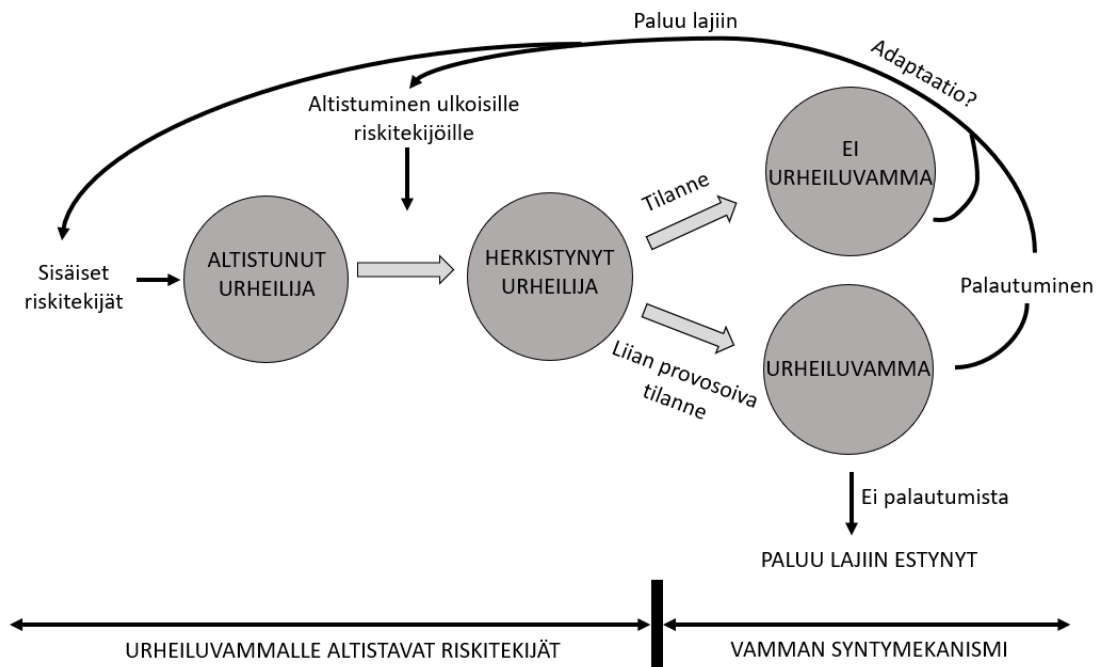 Paluu lajiin
Adaptaatio?
Altistuminen ulkoisille
riskitekijöille
EI
URHEILUVAMMA
Tilanne
Sisäiset
riskitekijät
ALTISTUNUT
URHEILIJA
HERKISTYNYT
URHEILIJA
Palautuminen
Liian provosoiva
tilanne
URHEILUVAMMA
Ei palautumista
PALUU LAJIIN ESTYNYT
URHEILUVAMMALLE ALTISTAVAT RISKITEKIJÄT
VAMMAN SYNTYMEKANISMI